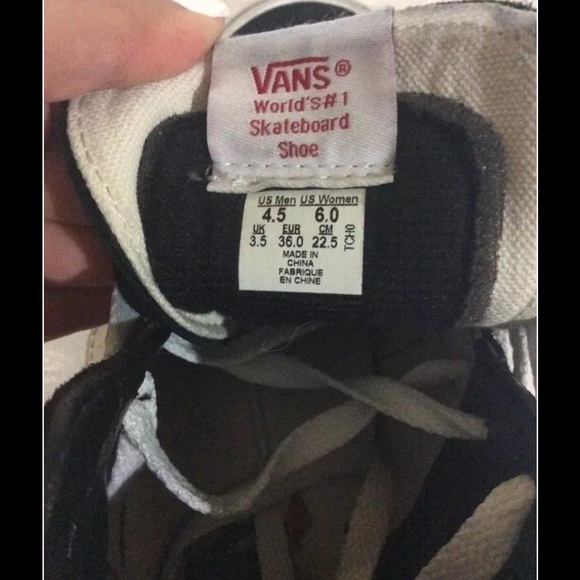 VANS®
World's#1
Skateboard
Shoe
US Men US Women
4.5 6.0
UK EUR CM
3.5 36.0 22.5
TCH0
MADE IN
CHINA
FABRIQUE
EN CHINE